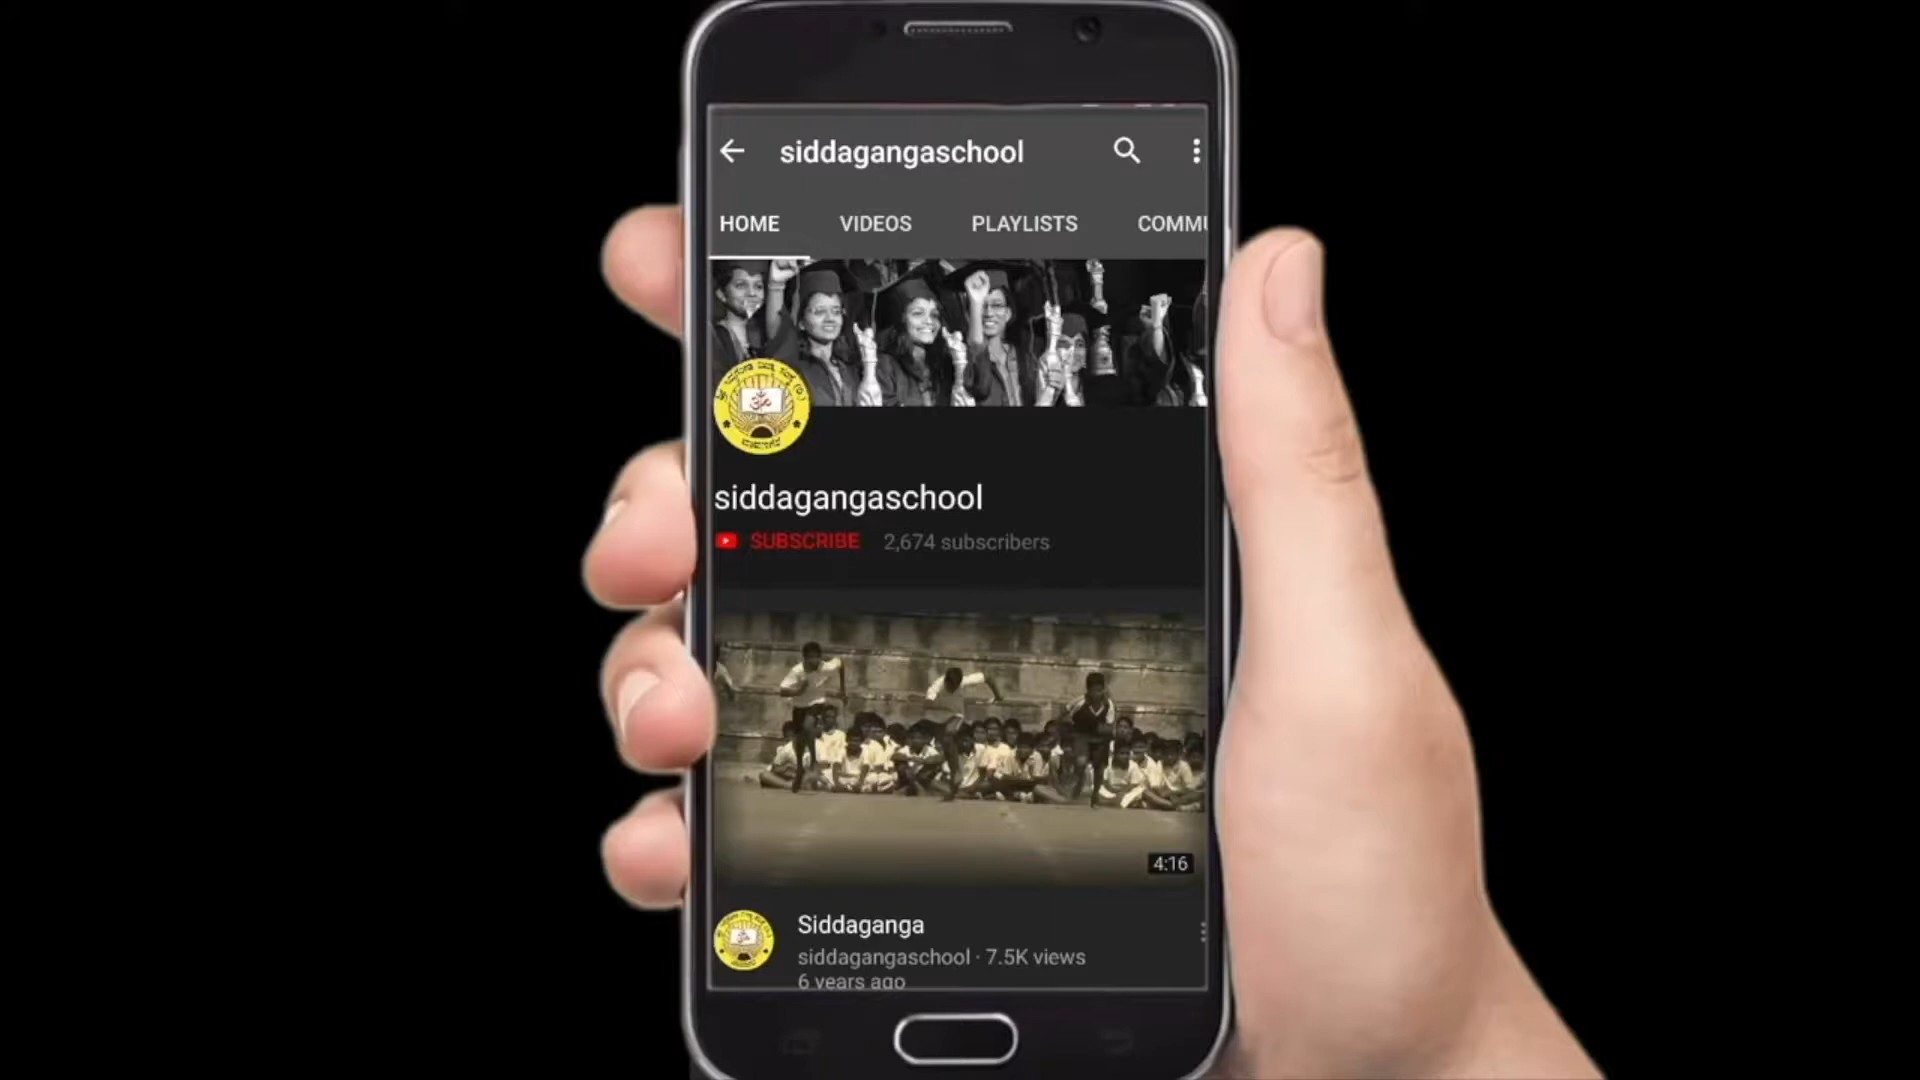 siddagangaschool
HOME VIDEOS PLAYLISTS COMMU
siddagangaschool
SUBSCRIBE 2,674 subscribers
4:16
Siddaganga
siddagangaschool · 7.5K views
6 years ago